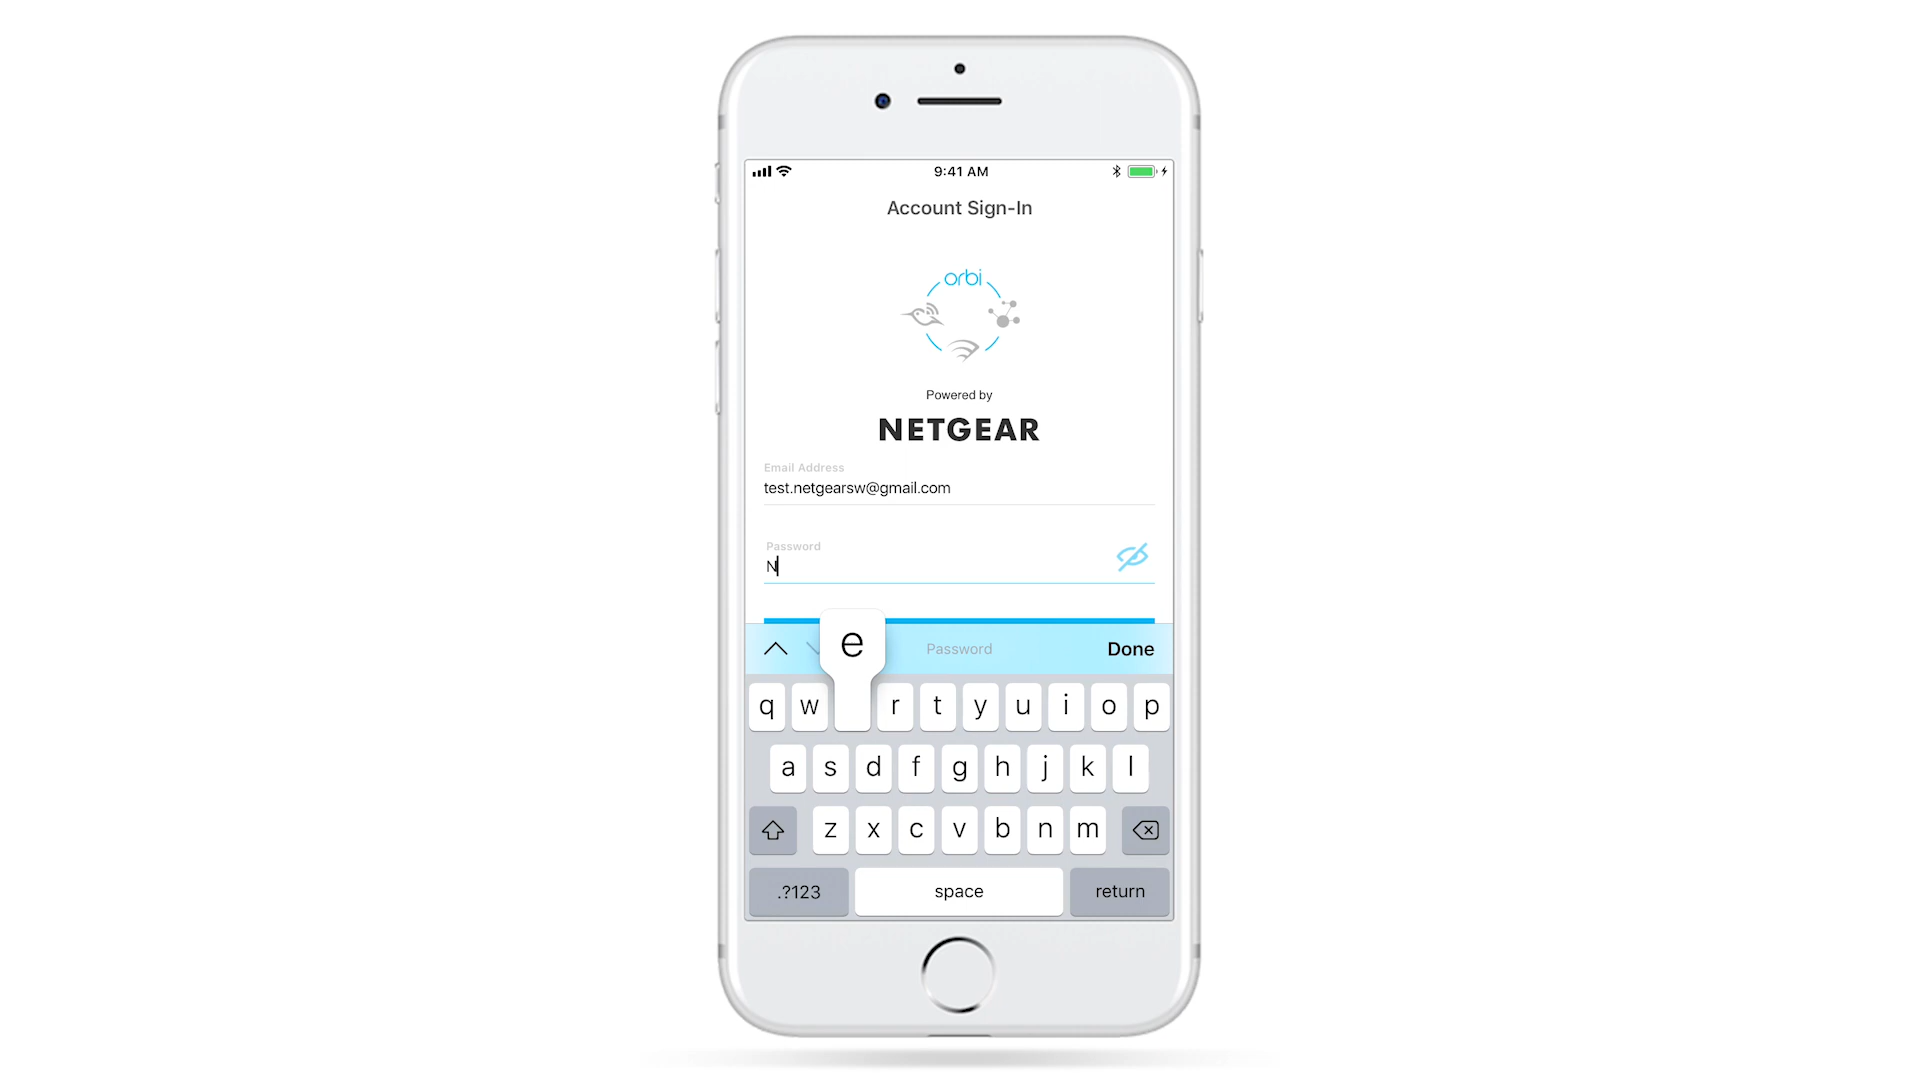 9:41 AM
Account Sign-In
orbi
Powered by
NETGEAR
Email Address
test.netgearsw@gmail.com
Password
N
e
Password
Done
q w r t y u i o p
a s d f g h j k l
z x c v b n m
.?123 space return